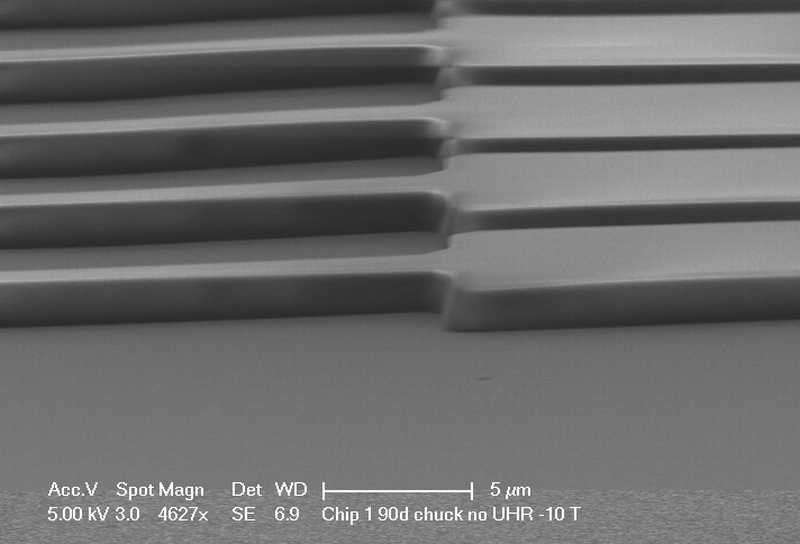 Acc.V Spot Magn Det WD 5 µm
5.00 kV 3.0 4627x SE 6.9 Chip 1 90d chuck no UHR -10 T